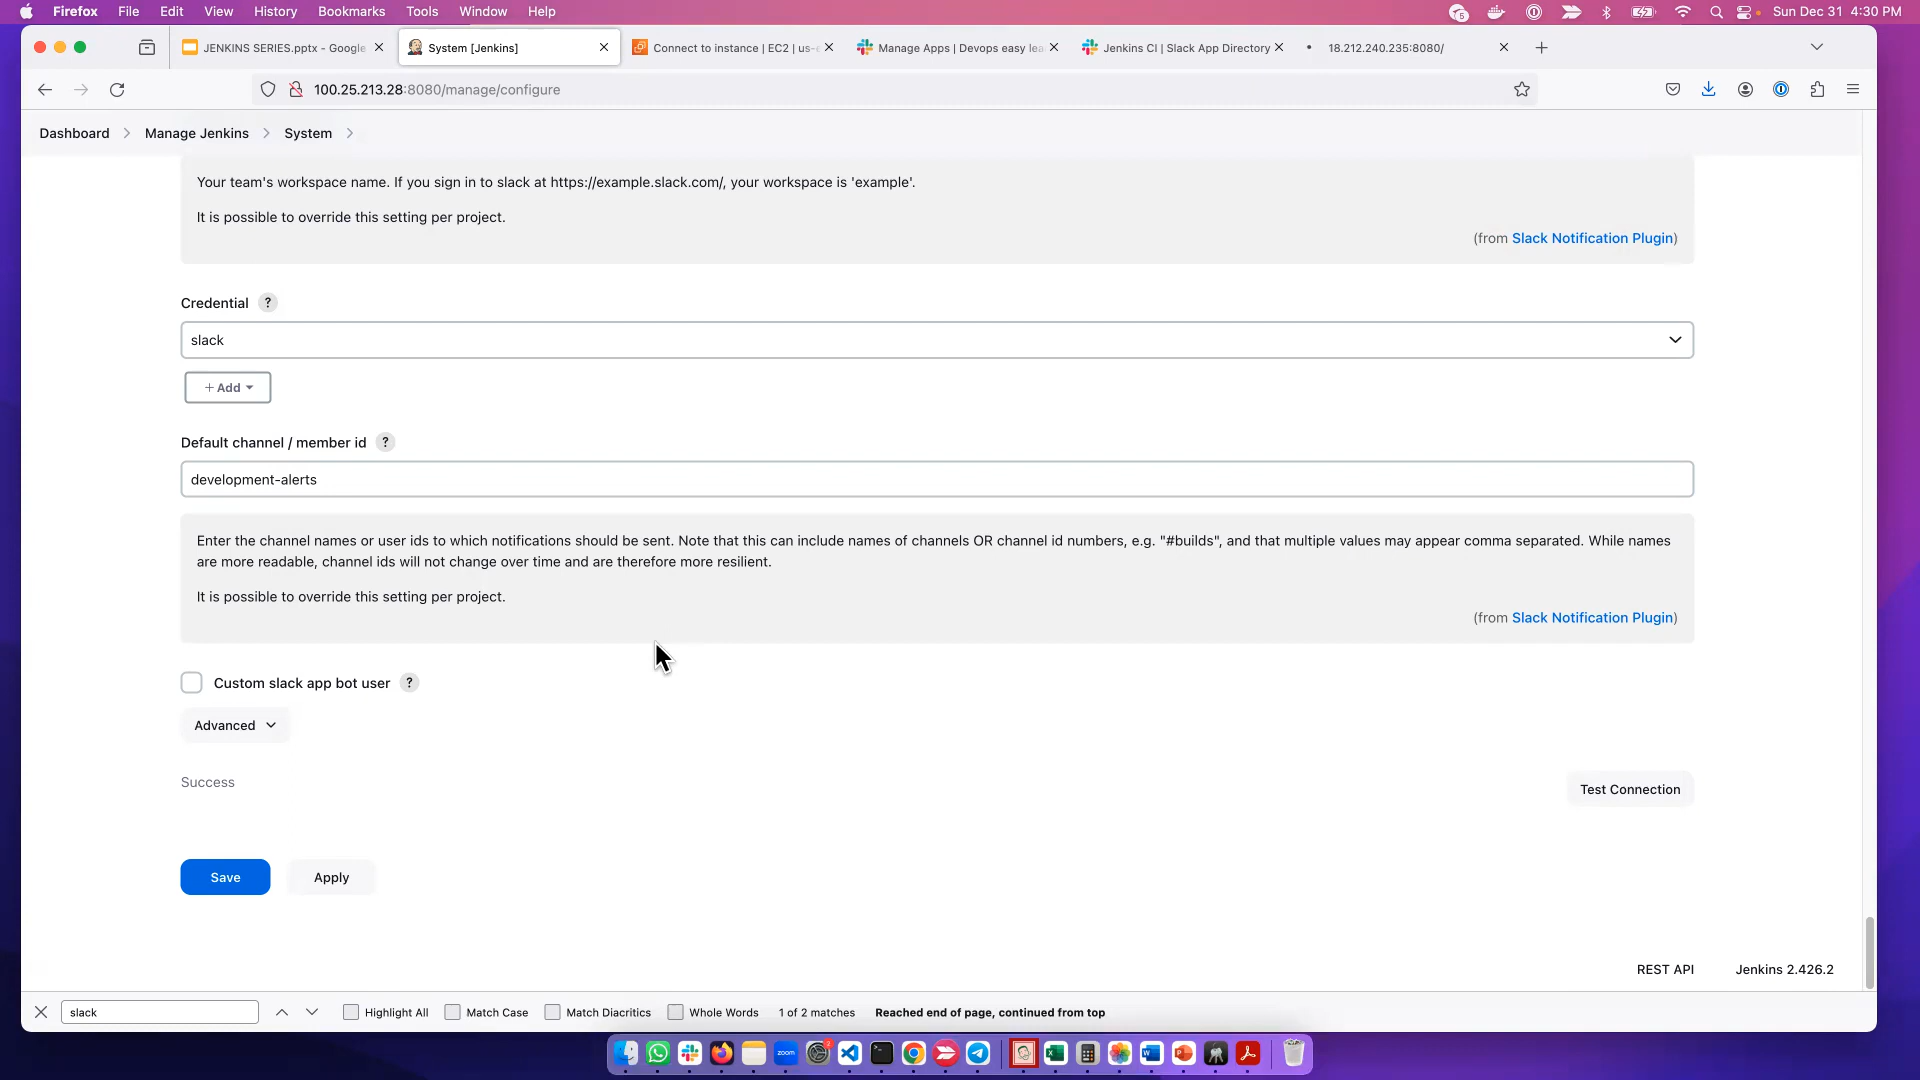 Firefox File Edit View History Bookmarks Tools Window Help
Sun Dec 31 4:30 PM
JENKINS SERIES.pptx - Google
System [Jenkins]
Connect to instance | EC2 | us-e
Manage Apps | Devops easy lea
Jenkins CI | Slack App Directory
18.212.240.235:8080/
100.25.213.28:8080/manage/configure
Dashboard > Manage Jenkins > System >
Your team's workspace name. If you sign in to slack at https://example.slack.com/, your workspace is 'example'.
It is possible to override this setting per project.
(from Slack Notification Plugin)
Credential ?
slack
+ Add
Default channel / member id ?
development-alerts
Enter the channel names or user ids to which notifications should be sent. Note that this can include names of channels OR channel id numbers, e.g. "#builds", and that multiple values may appear comma separated. While names
are more readable, channel ids will not change over time and are therefore more resilient.
It is possible to override this setting per project.
(from Slack Notification Plugin)
Custom slack app bot user ?
Advanced
Success
Test Connection
Save Apply
REST API Jenkins 2.426.2
slack Highlight All Match Case Match Diacritics Whole Words 1 of 2 matches Reached end of page, continued from top
zoom